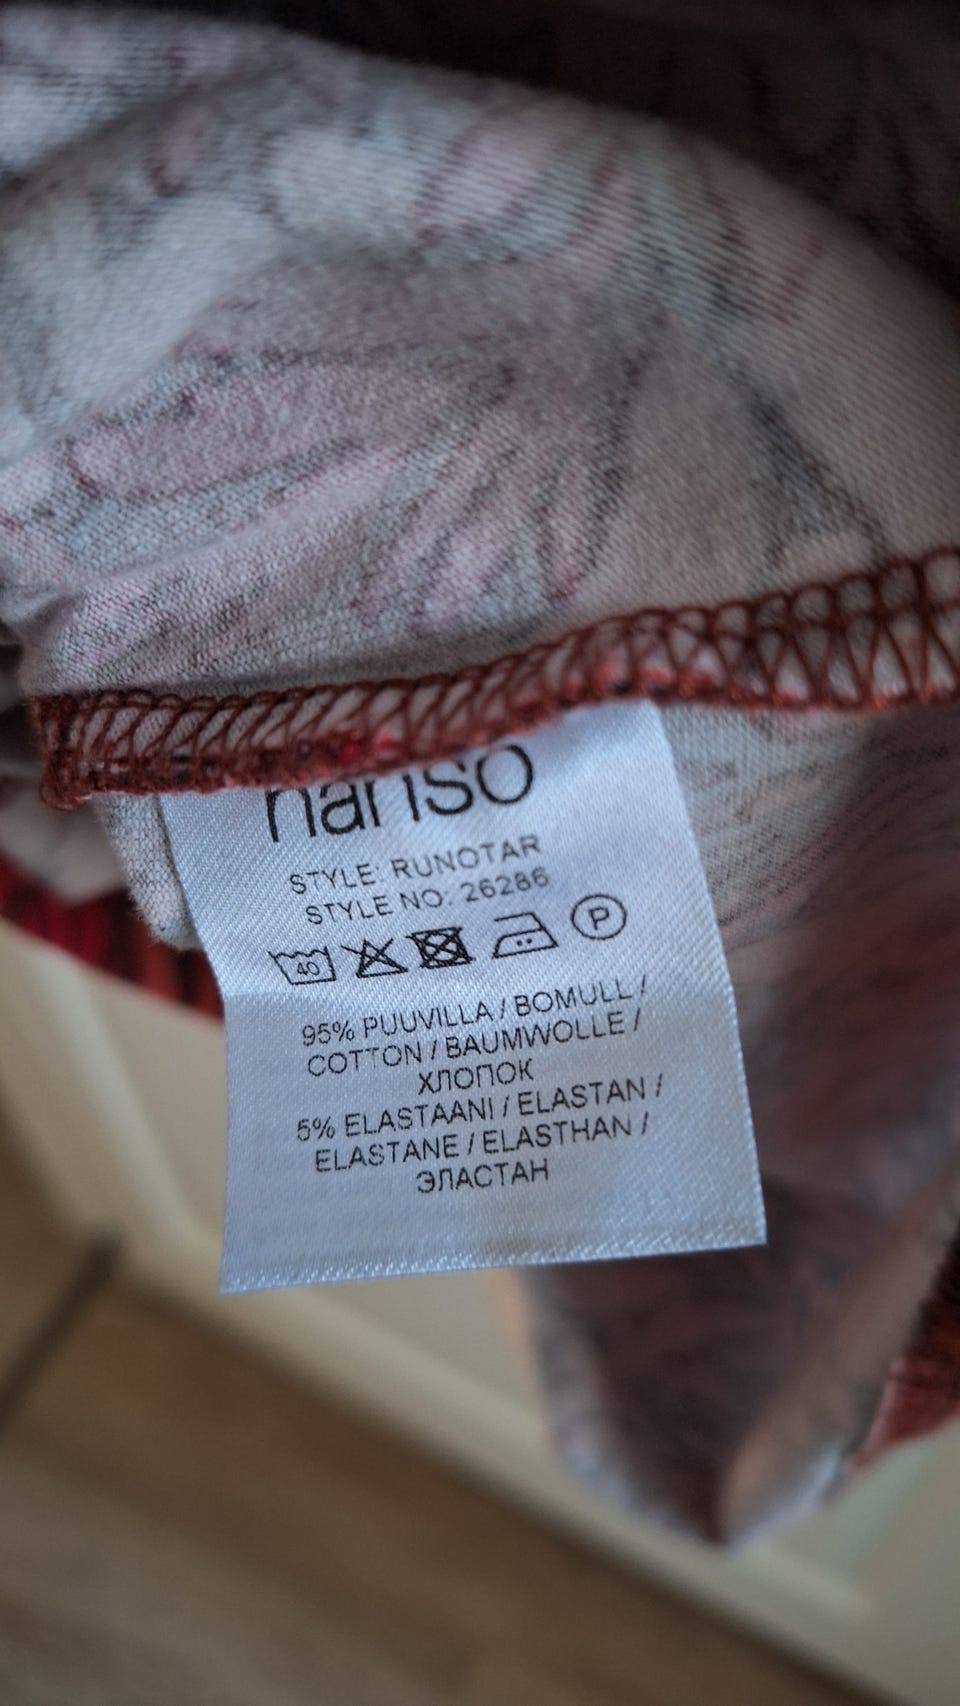 nanso
STYLE: RUNOTAR
STYLE NO: 26286
40 P
95% PUUVILLA / BOMULL /
COTTON / BAUMWOLLE /
ХЛОПОК
5% ELASTAANI / ELASTAN /
ELASTANE / ELASTHAN /
ЭЛАСТАН